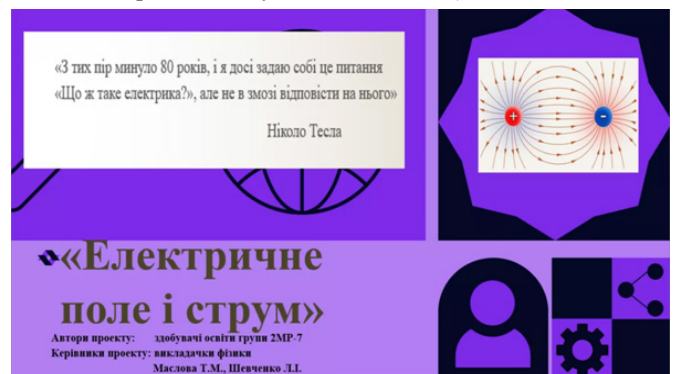 «З тих пір минуло 80 років, і я досі задаю собі це питання
«Що ж таке електрика?», але не в змозі відповісти на нього»
Ніколо Тесла
+
-
«Електричне
поле і струм»
Автори проекту: здобувачі освіти групи 2МР-7
Керівники проекту: викладачки фізики
Маслова Т.М., Шевченко Л.І.